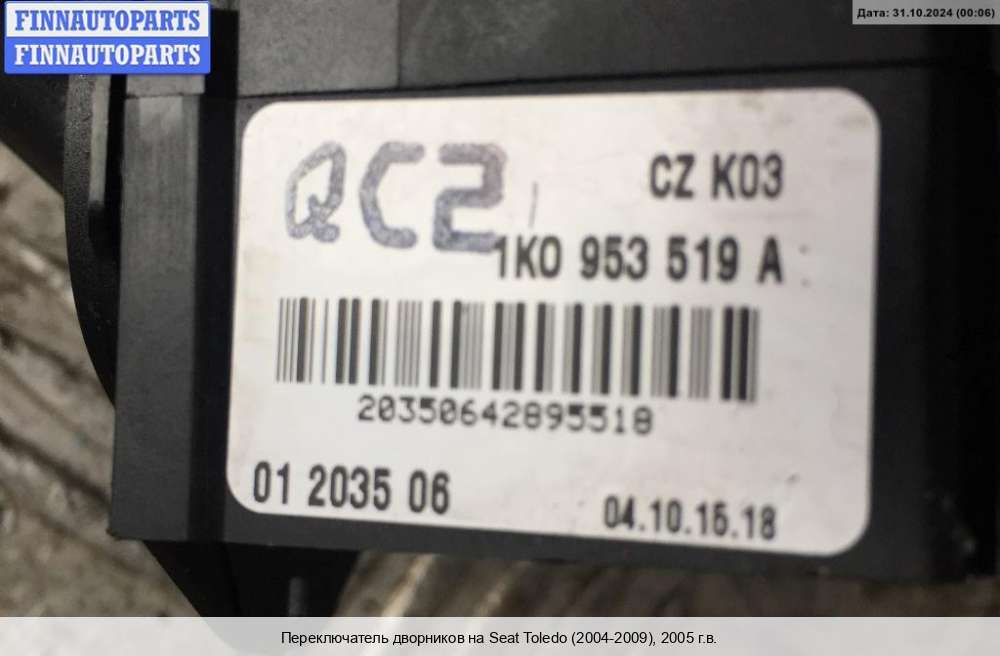 FINNAUTOPARTS
FINNAUTOPARTS
Дата: 31.10.2024 (00:06)
QC2
CZ K03
1K0 953 519 A
20350642895518
01 2035 06
04.10.16.18
Переключатель дворников на Seat Toledo (2004-2009), 2005 г.в.